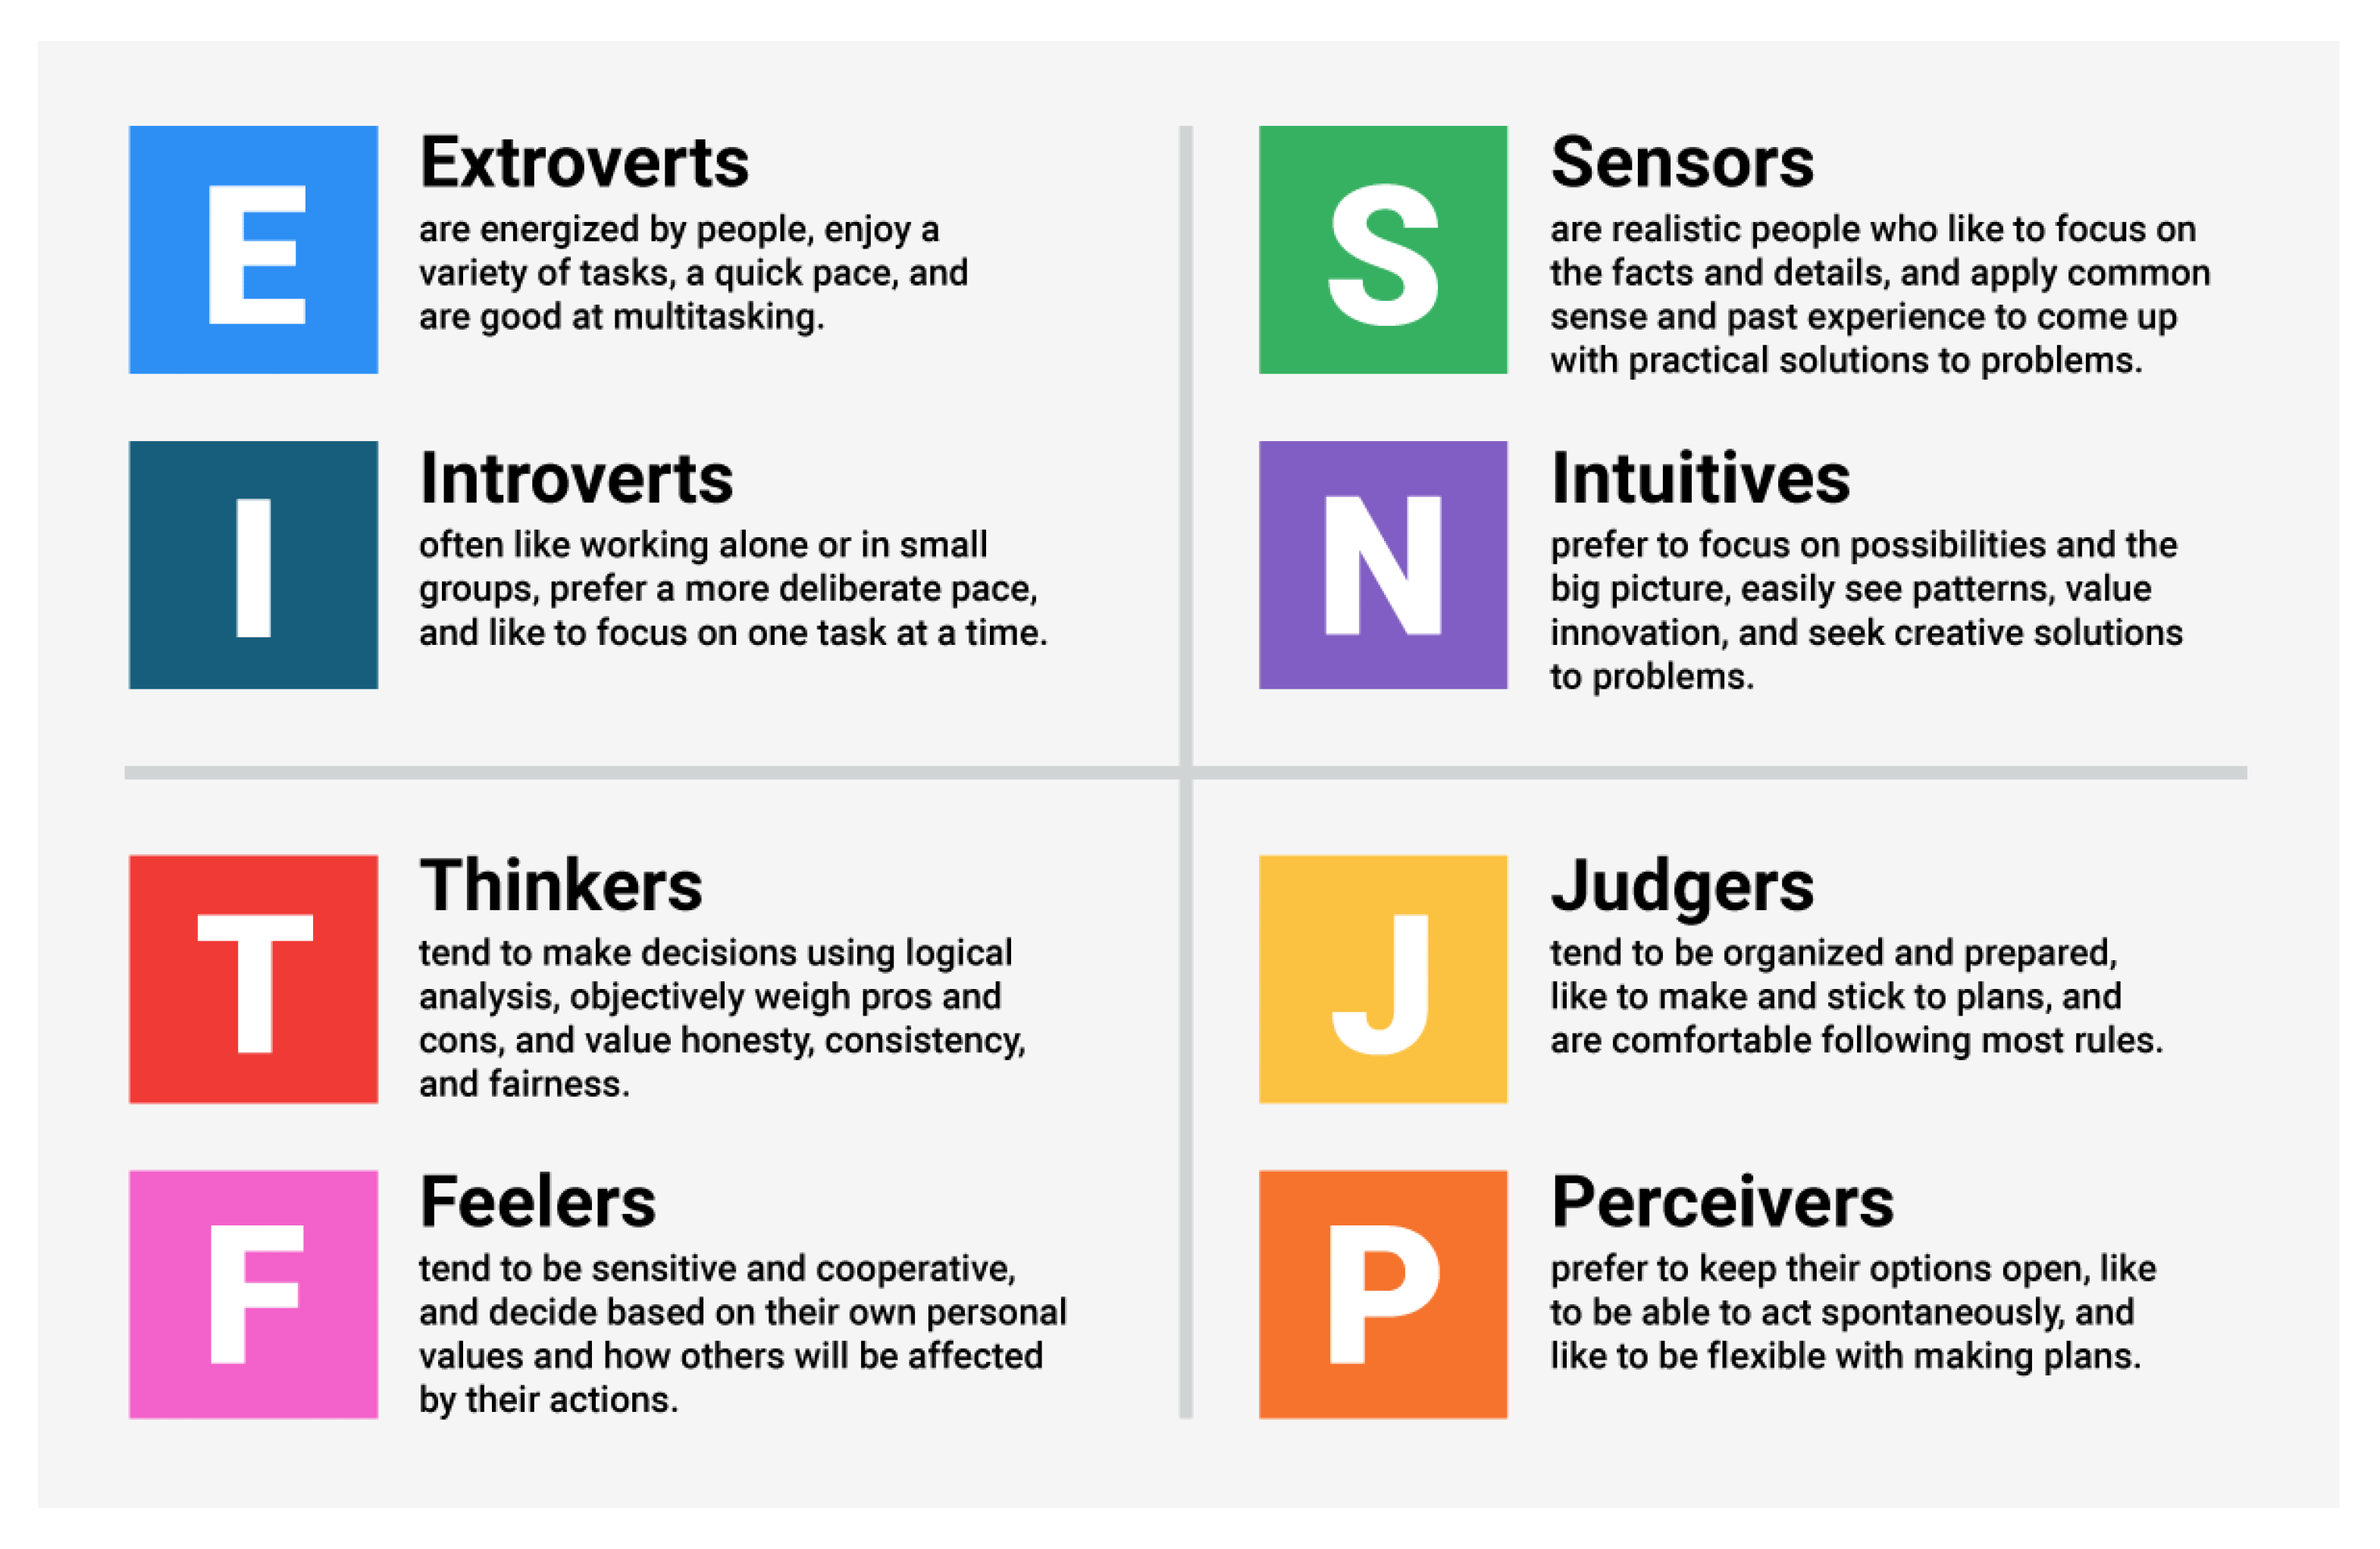 E
Extroverts
are energized by people, enjoy a
variety of tasks, a quick pace, and
are good at multitasking.
I
Introverts
often like working alone or in small
groups, prefer a more deliberate pace,
and like to focus on one task at a time.
S
Sensors
are realistic people who like to focus on
the facts and details, and apply common
sense and past experience to come up
with practical solutions to problems.
N
Intuitives
prefer to focus on possibilities and the
big picture, easily see patterns, value
innovation, and seek creative solutions
to problems.
T
Thinkers
tend to make decisions using logical
analysis, objectively weigh pros and
cons, and value honesty, consistency,
and fairness.
F
Feelers
tend to be sensitive and cooperative,
and decide based on their own personal
values and how others will be affected
by their actions.
J
Judgers
tend to be organized and prepared,
like to make and stick to plans, and
are comfortable following most rules.
P
Perceivers
prefer to keep their options open, like
to be able to act spontaneously, and
like to be flexible with making plans.